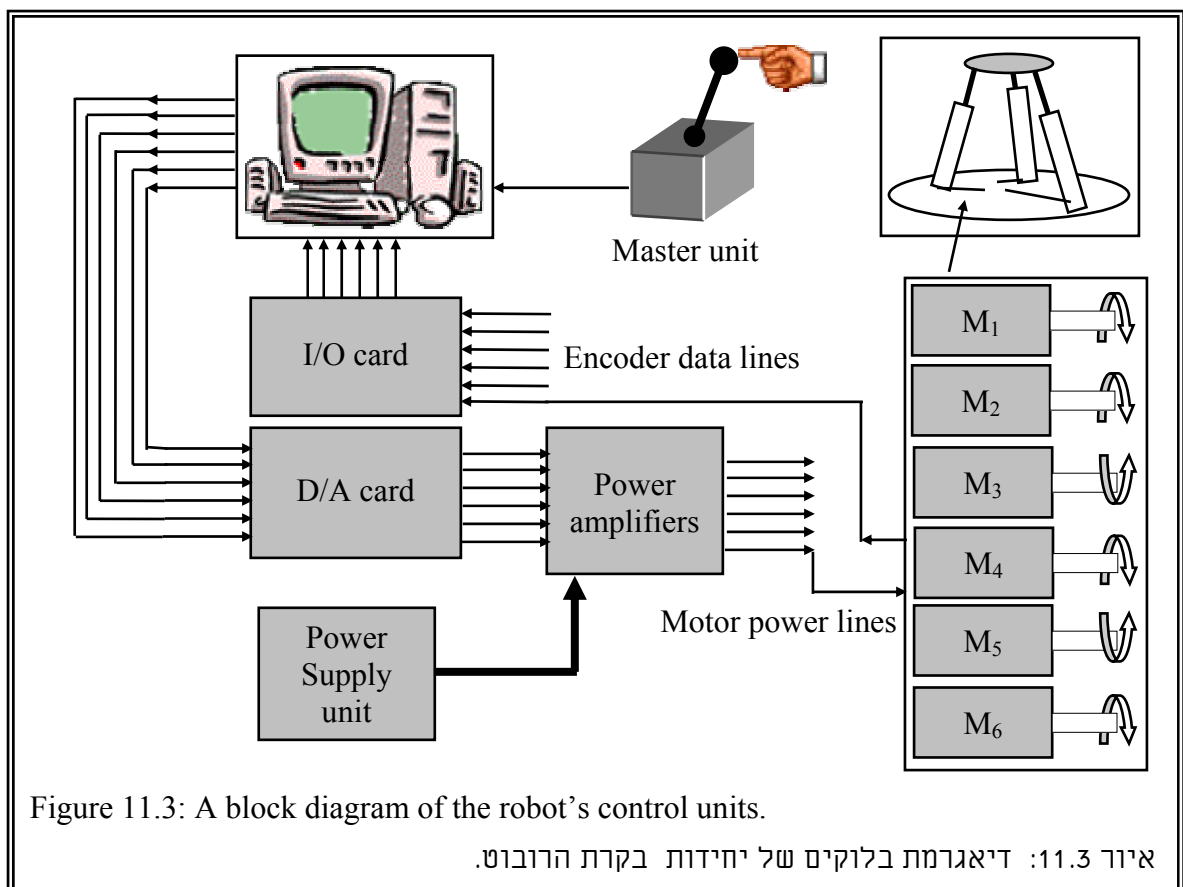 Master unit
I/O card
Encoder data lines
D/A card
Power
amplifiers
Motor power lines
Power
Supply
unit
M₁
M₂
M₃
M₄
M₅
M₆
Figure 11.3: A block diagram of the robot’s control units.
איור 11.3: דיאגרמת בלוקים של יחידות בקרת הרובוט.